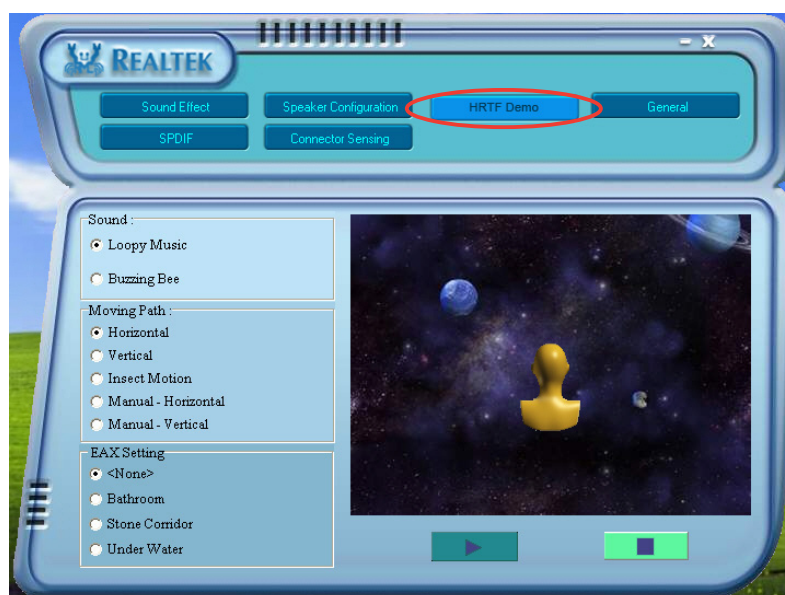 REALTEK
Sound Effect
Speaker Configuration
HRTF Demo
General
SPDIF
Connector Sensing
Sound :
Loopy Music
Buzzing Bee
Moving Path :
Horizontal
Vertical
Insect Motion
Manual - Horizontal
Manual - Vertical
EAX Setting
<None>
Bathroom
Stone Corridor
Under Water